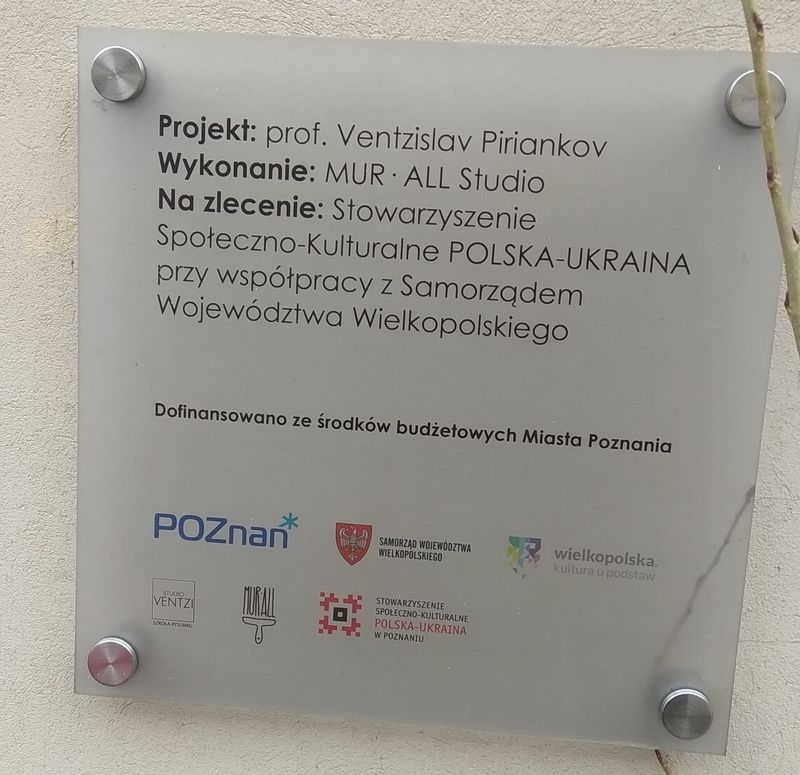 Projekt: prof. Ventzislav Piriankov
Wykonanie: MUR·ALL Studio
Na zlecenie: Stowarzyszenie
Społeczno-Kulturalne POLSKA-UKRAINA
przy współpracy z Samorządem
Województwa Wielkopolskiego
Dofinansowano ze środków budżetowych Miasta Poznania
POZnan*
SAMORZĄD WOJEWÓDZTWA
WIELKOPOLSKIEGO
wielkopolska.
kultura u podstaw
STUDIO
VENTZI
SZKOŁA RYSUNKU
MURALL
STOWARZYSZENIE
SPOŁECZNO-KULTURALNE
POLSKA-UKRAINA
W POZNANIU